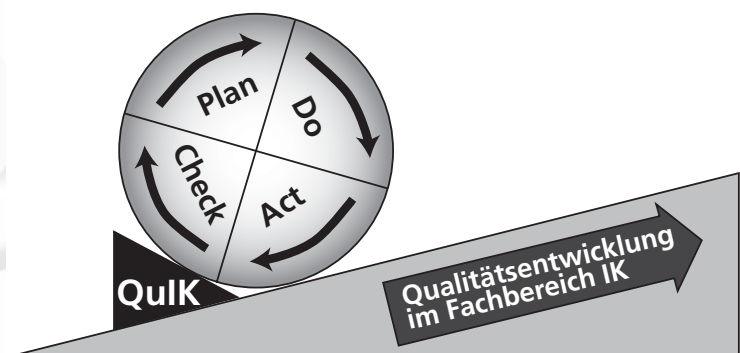 Plan
Do
Check
Act
QuIK
Qualitätsentwicklung
im Fachbereich IK